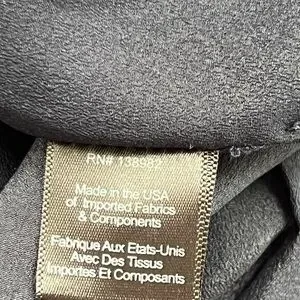 RN# 138983
Made in the USA
of Imported Fabrics
& Components
Fabrique Aux Etats-Unis
Avec Des Tissus
Importes Et Composants